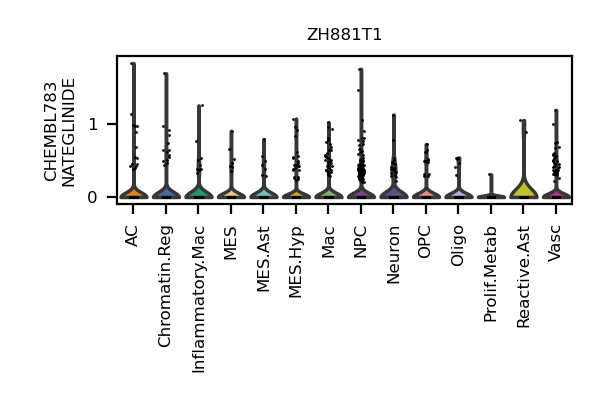 ZH881T1
CHEMBL783
NATEGLINIDE
1
0
AC
Chromatin.Reg
Inflammatory.Mac
MES
MES.Ast
MES.Hyp
Mac
NPC
Neuron
OPC
Oligo
Prolif.Metab
Reactive.Ast
Vasc